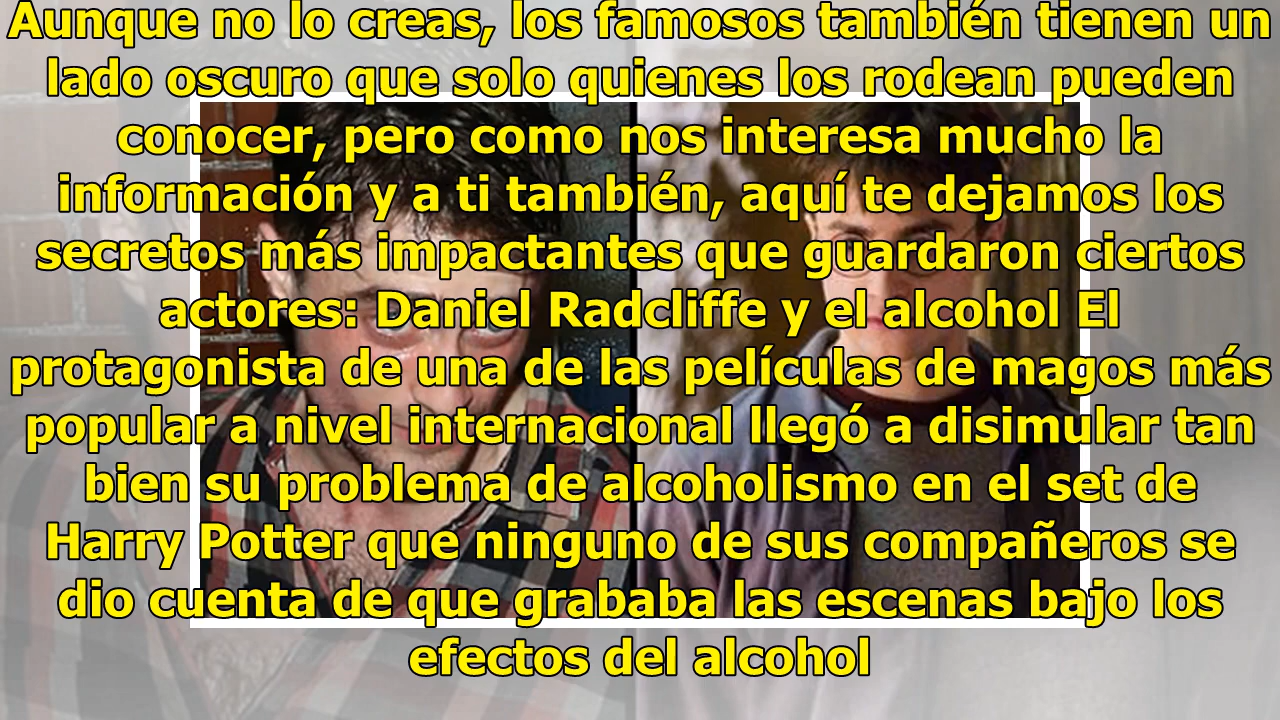 Aunque no lo creas, los famosos también tienen un
lado oscuro que solo quienes los rodean pueden
conocer, pero como nos interesa mucho la
información y a ti también, aquí te dejamos los
secretos más impactantes que guardaron ciertos
actores: Daniel Radcliffe y el alcohol El
protagonista de una de las películas de magos más
popular a nivel internacional llegó a disimular tan
bien su problema de alcoholismo en el set de
Harry Potter que ninguno de sus compañeros se
dio cuenta de que grababa las escenas bajo los
efectos del alcohol